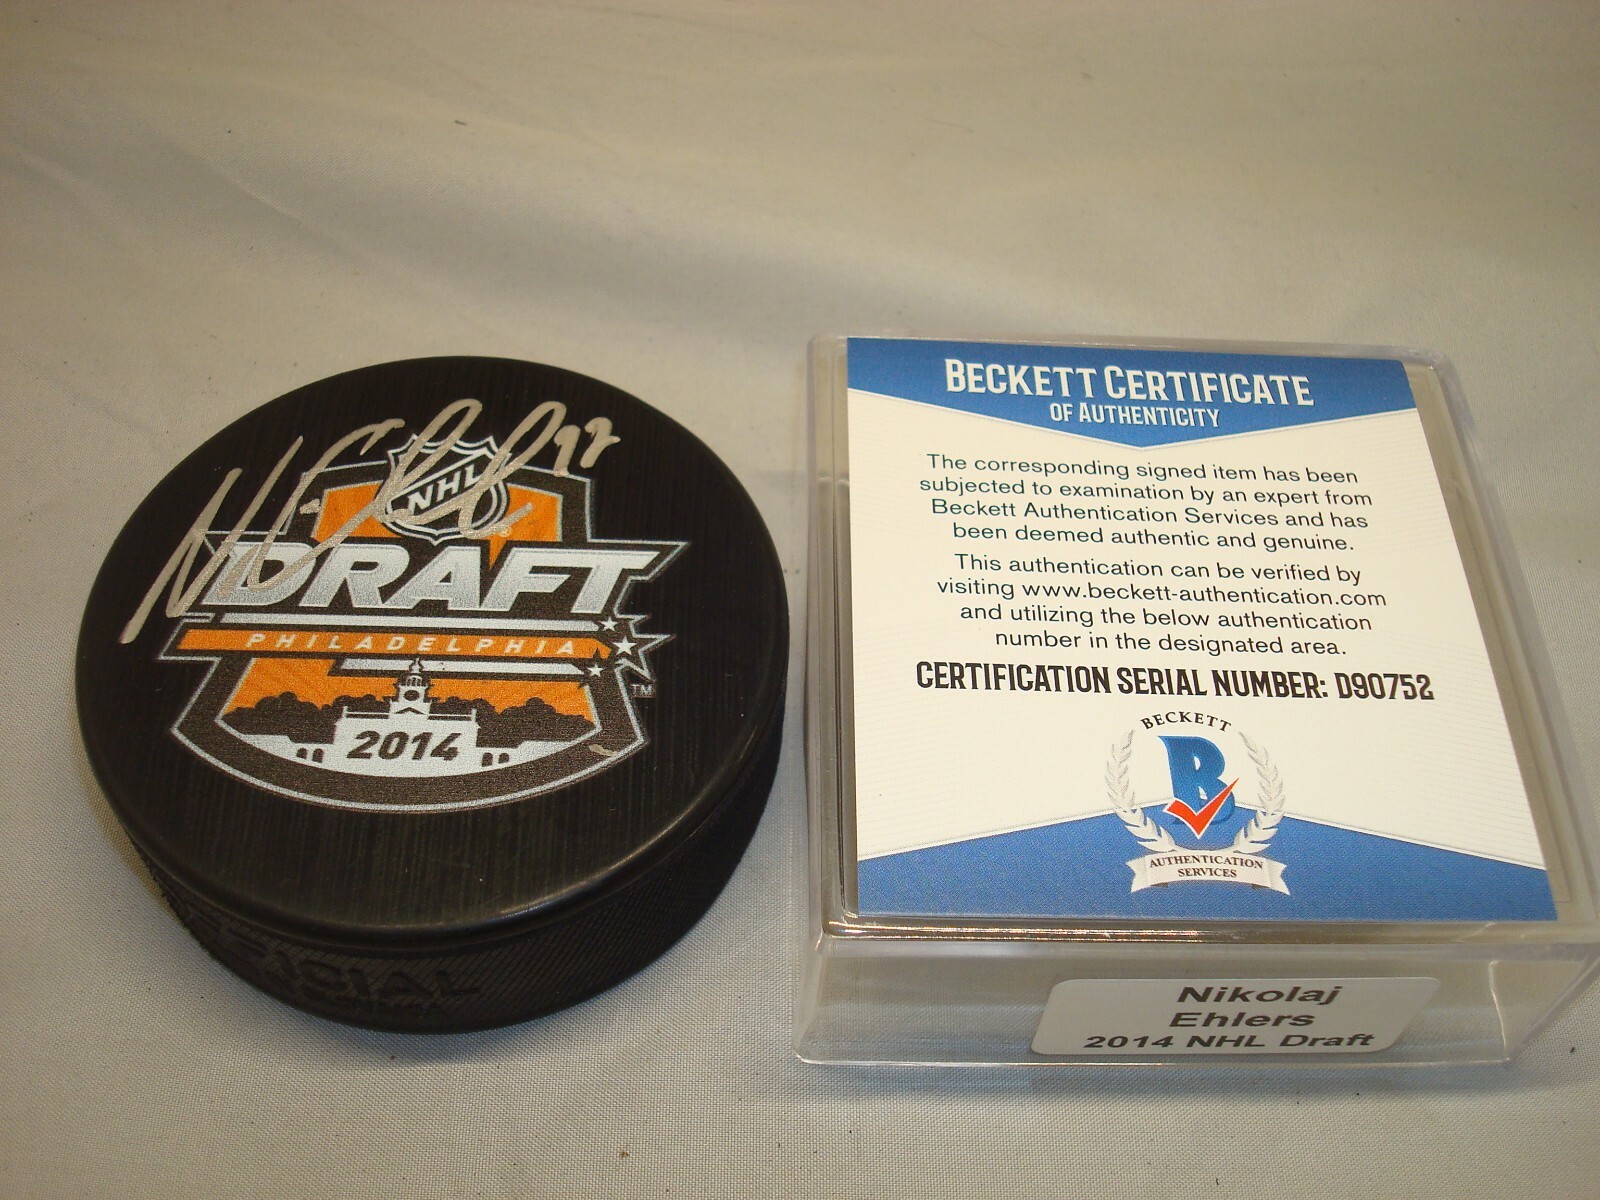 N Ehlers 92
NHL
DRAFT
PHILADELPHIA
TM
2014
BECKETT CERTIFICATE
OF AUTHENTICITY
The corresponding signed item has been
subjected to examination by an expert from
Beckett Authentication Services and has
been deemed authentic and genuine.
This authentication can be verified by
visiting www.beckett-authentication.com
and utilizing the below authentication
number in the designated area.
CERTIFICATION SERIAL NUMBER: D90752
BECKETT
B
AUTHENTICATION
SERVICES
Nikolaj
Ehlers
2014 NHL Draft